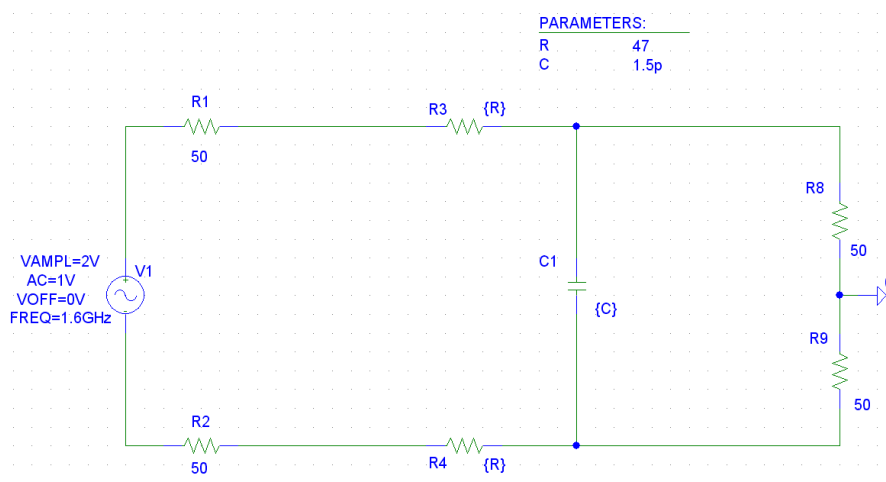 PARAMETERS:
R 47
C 1.5p
R1
50
R3 {R}
R8
50
VAMPL=2V
AC=1V
VOFF=0V
FREQ=1.6GHz
V1
C1
{C}
R9
50
R2
50
R4 {R}